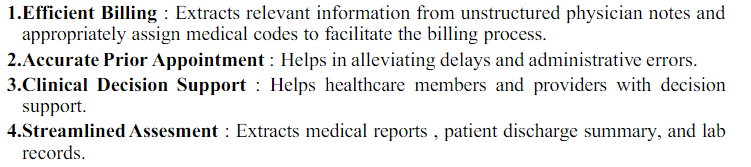 1.Efficient Billing : Extracts relevant information from unstructured physician notes and
appropriately assign medical codes to facilitate the billing process.
2.Accurate Prior Appointment : Helps in alleviating delays and administrative errors.
3.Clinical Decision Support : Helps healthcare members and providers with decision
support.
4.Streamlined Assesment : Extracts medical reports , patient discharge summary, and lab
records.